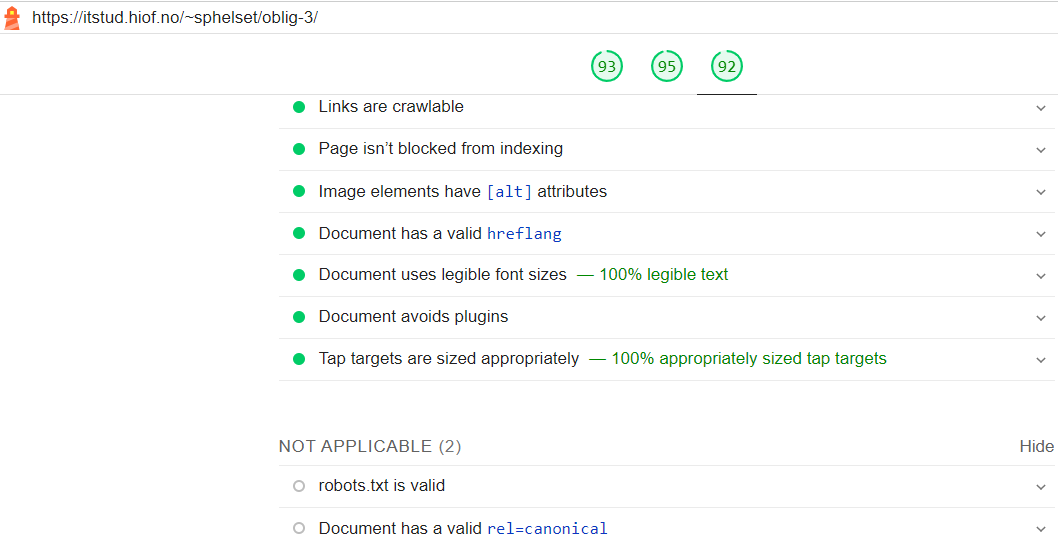 https://itstud.hiof.no/~sphelset/oblig-3/
93 95 92
Links are crawlable
Page isn’t blocked from indexing
Image elements have [alt] attributes
Document has a valid hreflang
Document uses legible font sizes — 100% legible text
Document avoids plugins
Tap targets are sized appropriately — 100% appropriately sized tap targets
NOT APPLICABLE (2) Hide
robots.txt is valid
Document has a valid rel=canonical